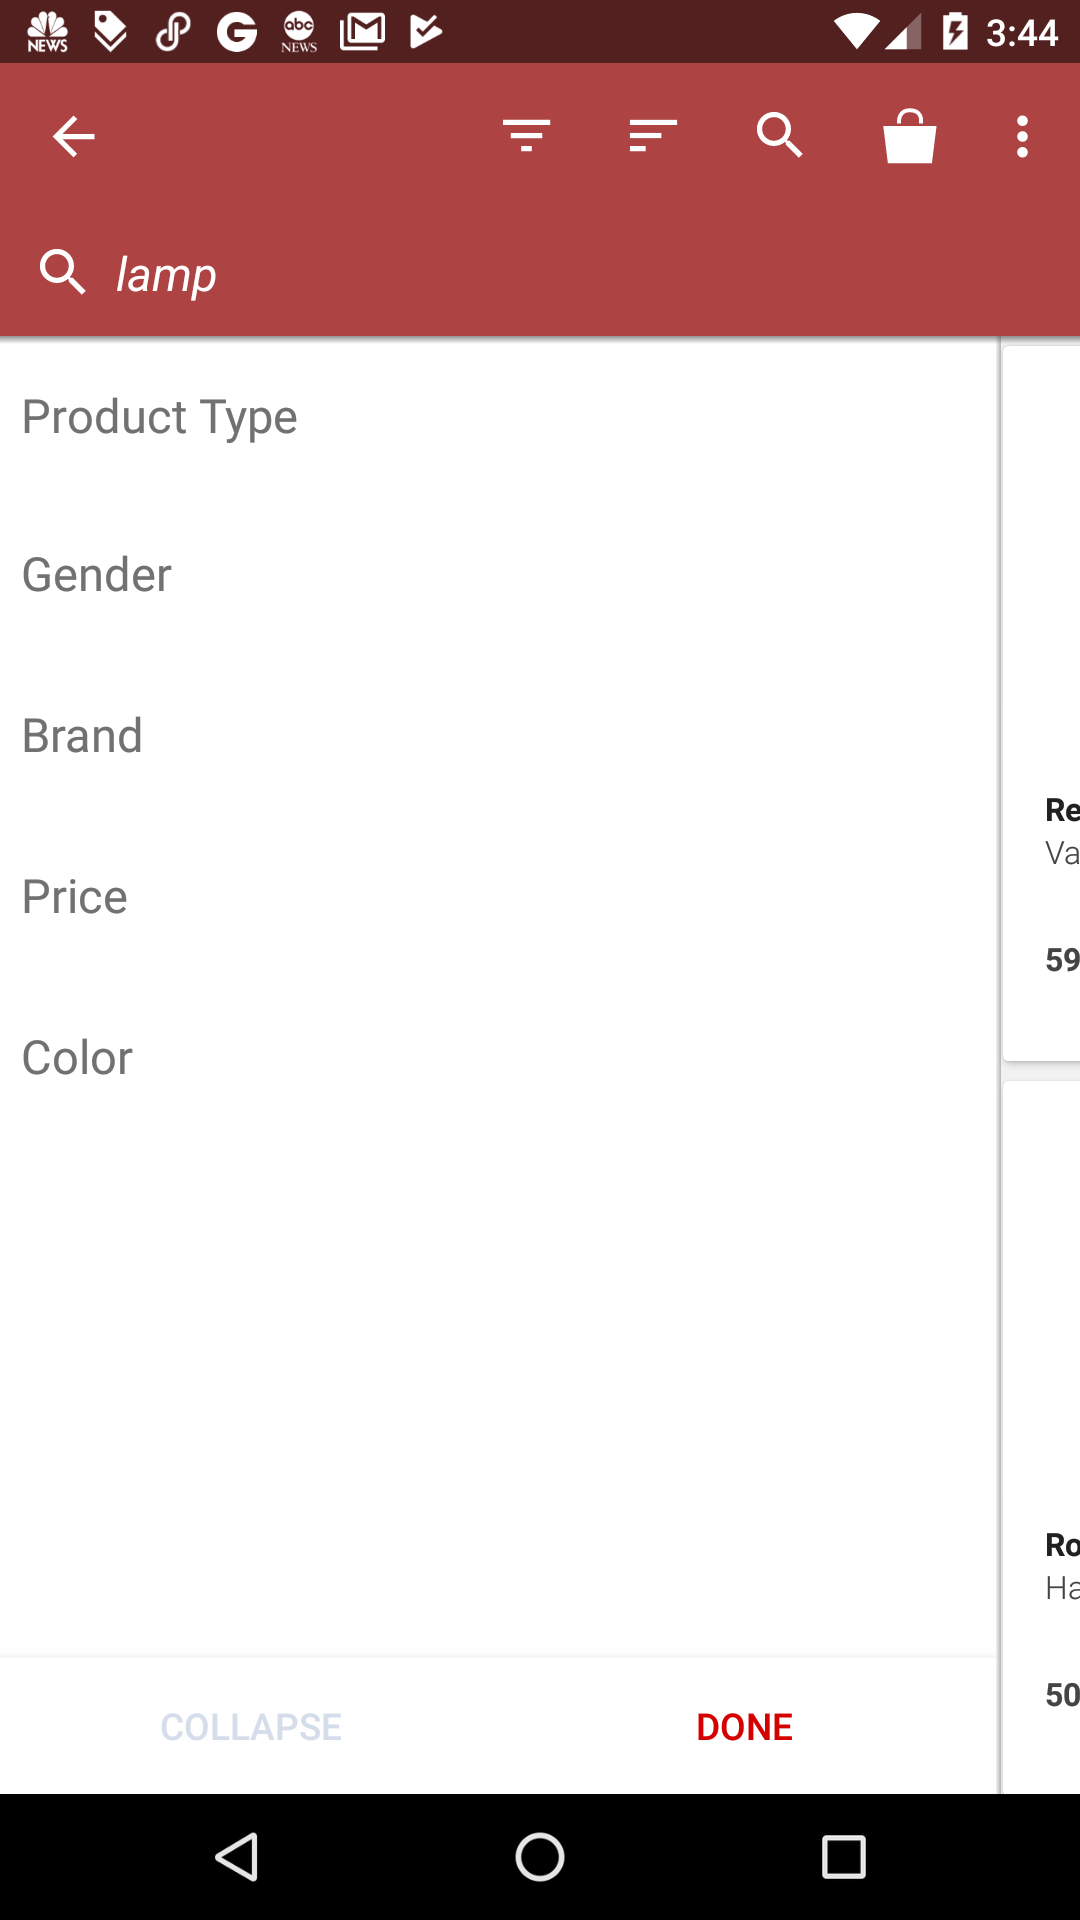 NEWS abc NEWS 3:44
lamp
Product Type
Gender
Brand
Re
Va
Price
59
Color
Ro
Ha
50
COLLAPSE DONE